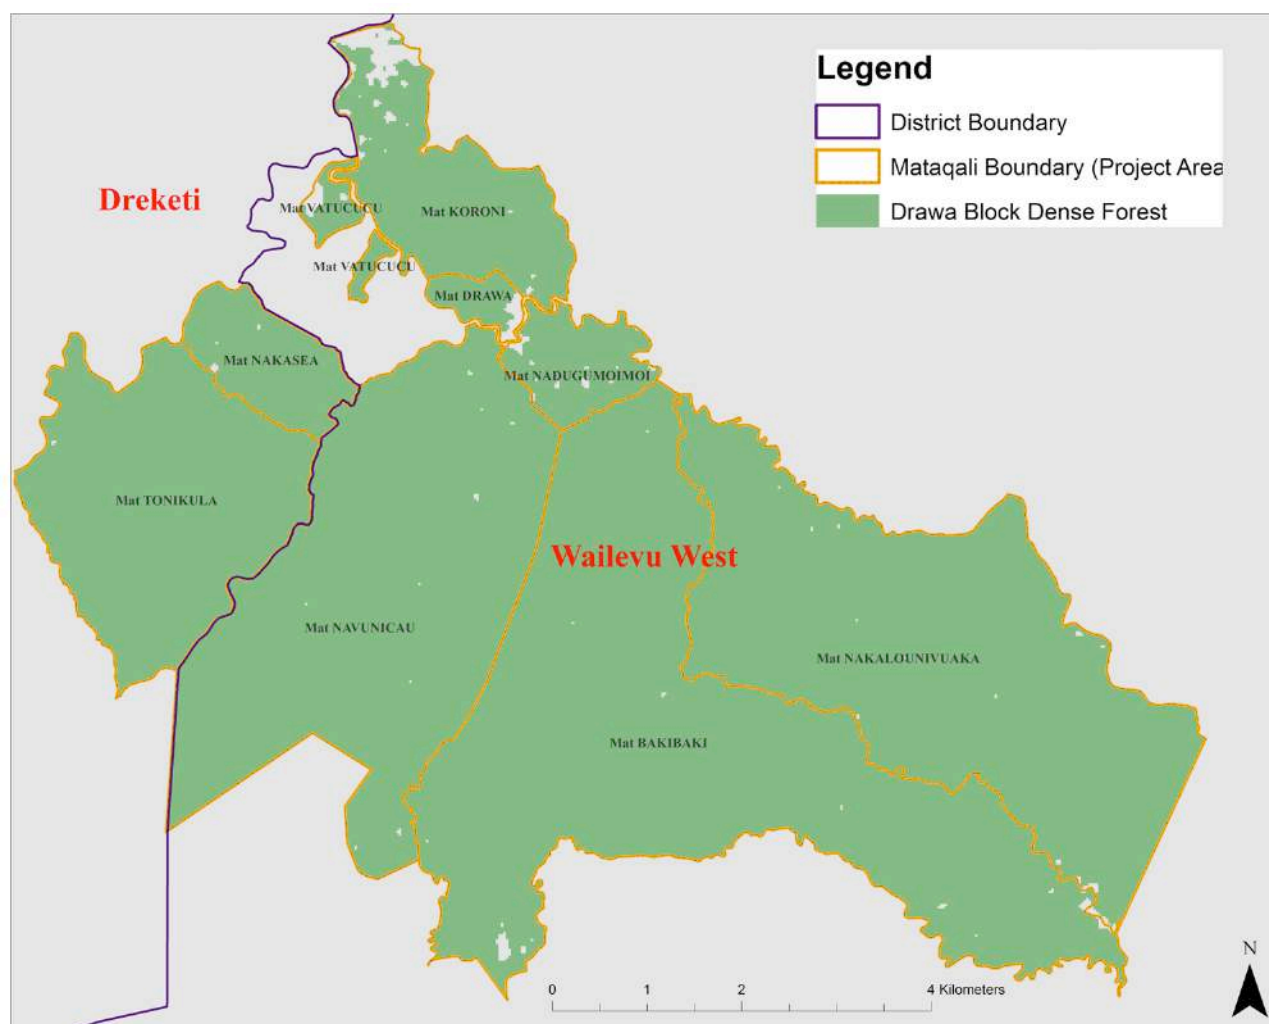 Legend
District Boundary
Mataqali Boundary (Project Area
Drawa Block Dense Forest
Dreketi
Mat VATUCUCU
Mat KORONI
Mat VATUCUCU
Mat DRAWA
Mat NAKASEA
Mat NADUGUMOIMOI
Mat TONIKULA
Wailevu West
Mat NAVUNICAU
Mat NAKALOUNIVUAKA
Mat BAKIBAKI
N
0 1 2 4 Kilometers